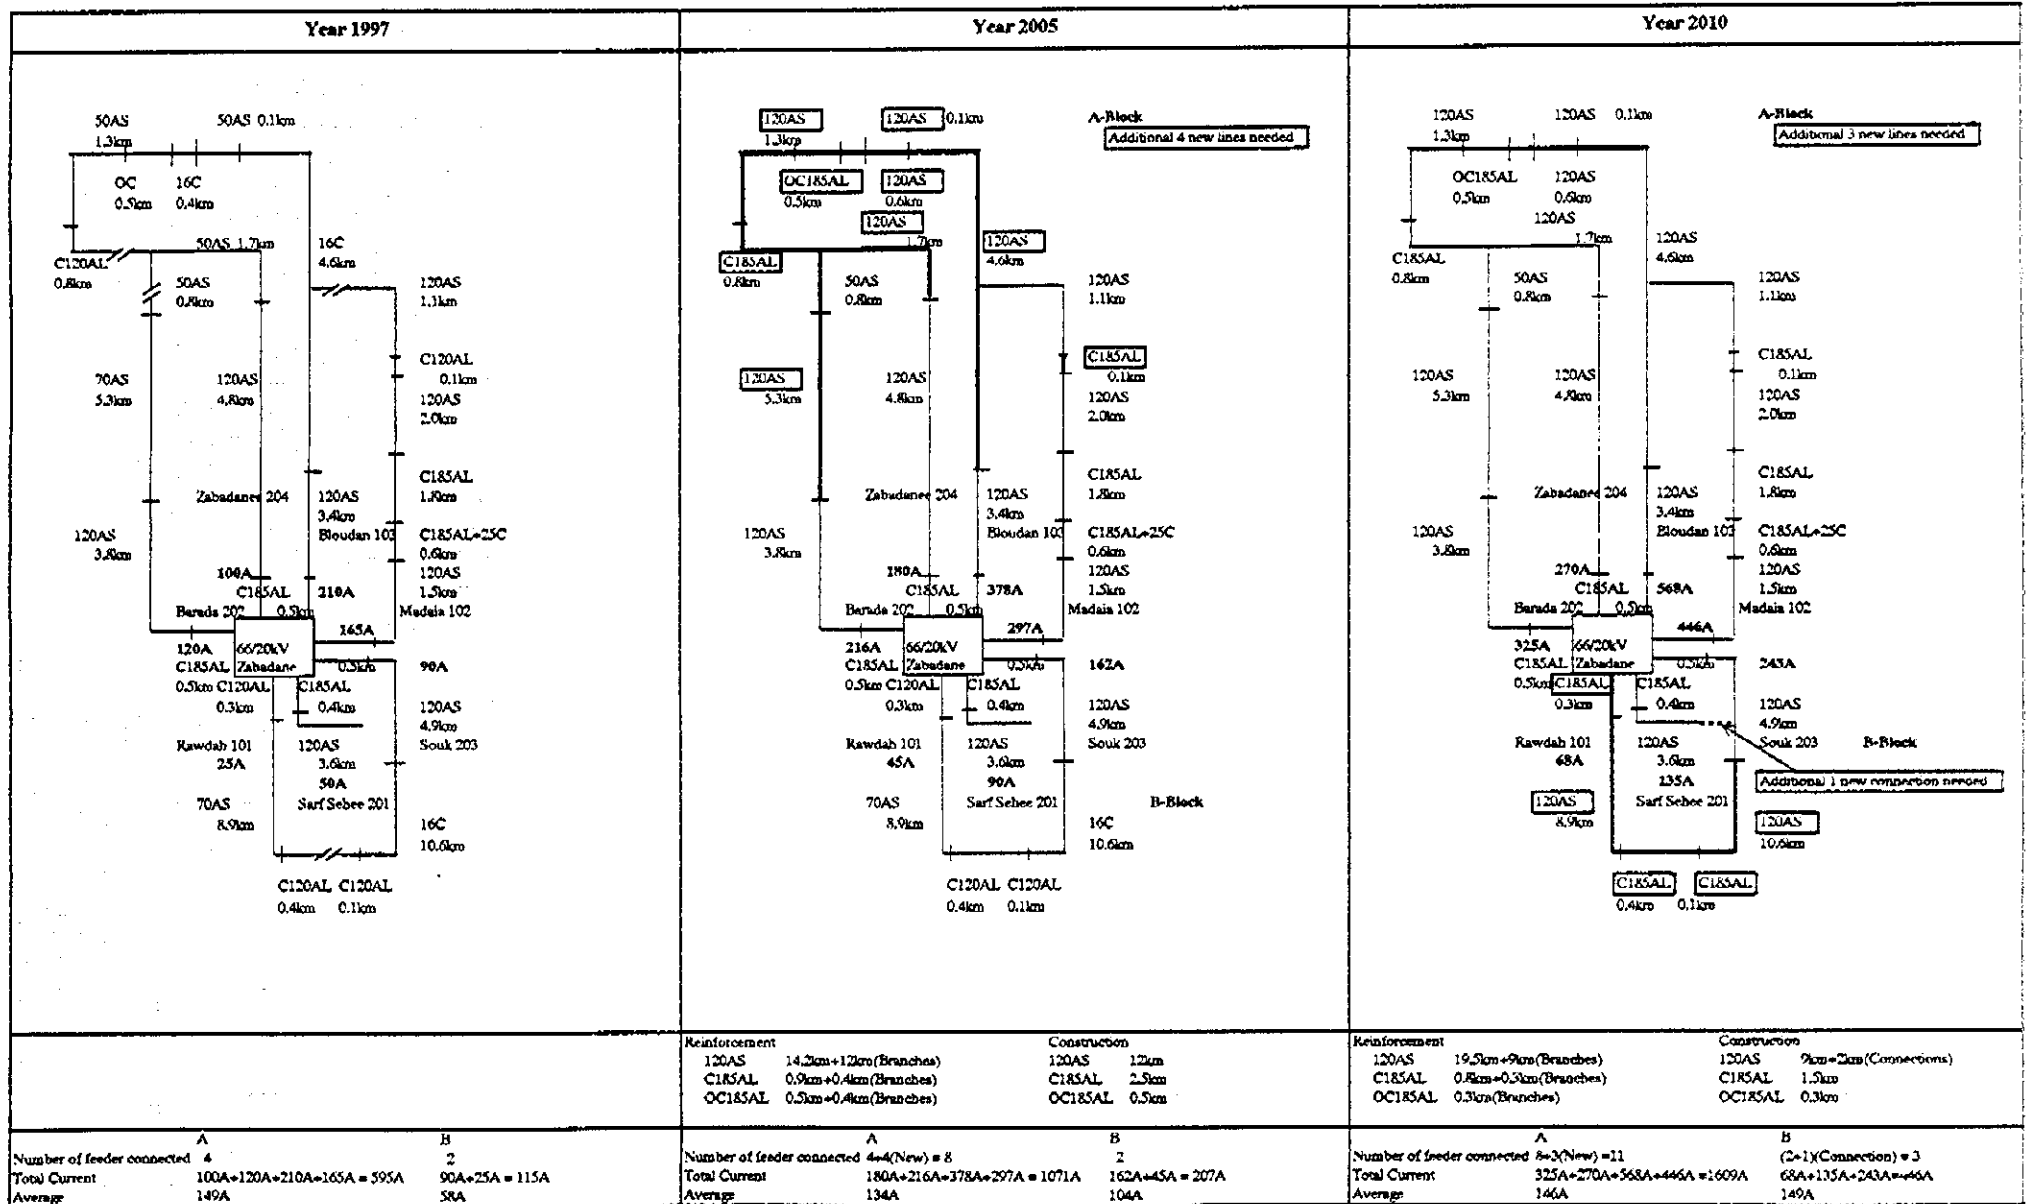 Year 1997
50AS
50AS 0.1km
1.3km
OC
16C
0.5km
0.4km
50AS 1.7km
16C
4.6km
C120AL
0.8km
50AS
0.8km
120AS
1.1km
C120AL
0.1km
70AS
5.3km
120AS
4.8km
120AS
2.0km
C185AL
1.8km
Zabadanee 204
120AS
3.4km
Bloudan 103
C185AL+25C
0.6km
120AS
3.8km
120AS
1.5km
100A
C185AL
210A
Barada 202
0.5km
Madaia 102
165A
120A
66/20kV
Zabadane
C185AL
0.5km
90A
0.5km
C120AL
C185AL
0.3km
0.4km
120AS
4.9km
Rawdah 101
25A
120AS
3.6km
50A
Souk 203
70AS
8.9km
Sarf Sebee 201
16C
10.6km
C120AL
C120AL
0.4km
0.1km
Year 2005
120AS
120AS
0.1km
A-Block
1.3km
Additional 4 new lines needed
OC185AL
120AS
0.5km
0.6km
120AS
1.7km
120AS
4.6km
C185AL
0.8km
50AS
0.8km
120AS
1.1km
C185AL
0.1km
120AS
5.3km
120AS
4.8km
120AS
2.0km
C185AL
1.8km
Zabadanee 204
120AS
3.4km
Bloudan 103
C185AL+25C
0.6km
120AS
3.8km
120AS
1.5km
180A
C185AL
378A
Barada 202
0.5km
Madaia 102
297A
216A
66/20kV
Zabadane
C185AL
0.5km
162A
0.5km
C120AL
C185AL
0.3km
0.4km
120AS
4.9km
Rawdah 101
45A
120AS
3.6km
90A
Souk 203
70AS
8.9km
Sarf Sebee 201
B-Block
16C
10.6km
C120AL
C120AL
0.4km
0.1km
Year 2010
120AS
120AS
0.1km
A-Block
1.3km
Additional 3 new lines needed
OC185AL
120AS
0.5km
0.6km
120AS
1.7km
120AS
4.6km
C185AL
0.8km
50AS
0.8km
120AS
1.1km
C185AL
0.1km
120AS
5.3km
120AS
4.8km
120AS
2.0km
C185AL
1.8km
Zabadanee 204
120AS
3.4km
Bloudan 103
C185AL+25C
0.6km
120AS
3.8km
120AS
1.5km
270A
C185AL
568A
Barada 202
0.5km
Madaia 102
446A
325A
66/20kV
Zabadane
C185AL
0.5km
243A
0.5km
C185AL
C185AL
0.3km
0.4km
120AS
4.9km
Rawdah 101
68A
120AS
3.6km
135A
Souk 203
B-Block
Additional 1 new connection needed
120AS
8.9km
Sarf Sebee 201
120AS
10.6km
C185AL
C185AL
0.4km
0.1km
Reinforcement
Construction
120AS 14.2km+12km(Branches)
120AS 12km
C185AL 0.9km+0.4km(Branches)
C185AL 2.5km
OC185AL 0.5km+0.4km(Branches)
OC185AL 0.5km
Reinforcement
Construction
120AS 19.5km+9km(Branches)
120AS 9km+2km(Connections)
C185AL 0.8km+0.3km(Branches)
C185AL 1.5km
OC185AL 0.3km(Branches)
OC185AL 0.3km
A B
Number of feeder connected 4 2
Total Current 100A+120A+210A+165A = 595A 90A+25A = 115A
Average 149A 58A
A B
Number of feeder connected 4+4(New) = 8 2
Total Current 180A+216A+378A+297A = 1071A 162A+45A = 207A
Average 134A 104A
A B
Number of feeder connected 8+3(New) =11 (2+1)(Connection) = 3
Total Current 325A+270A+568A+446A =1609A 68A+135A+243A=446A
Average 146A 149A